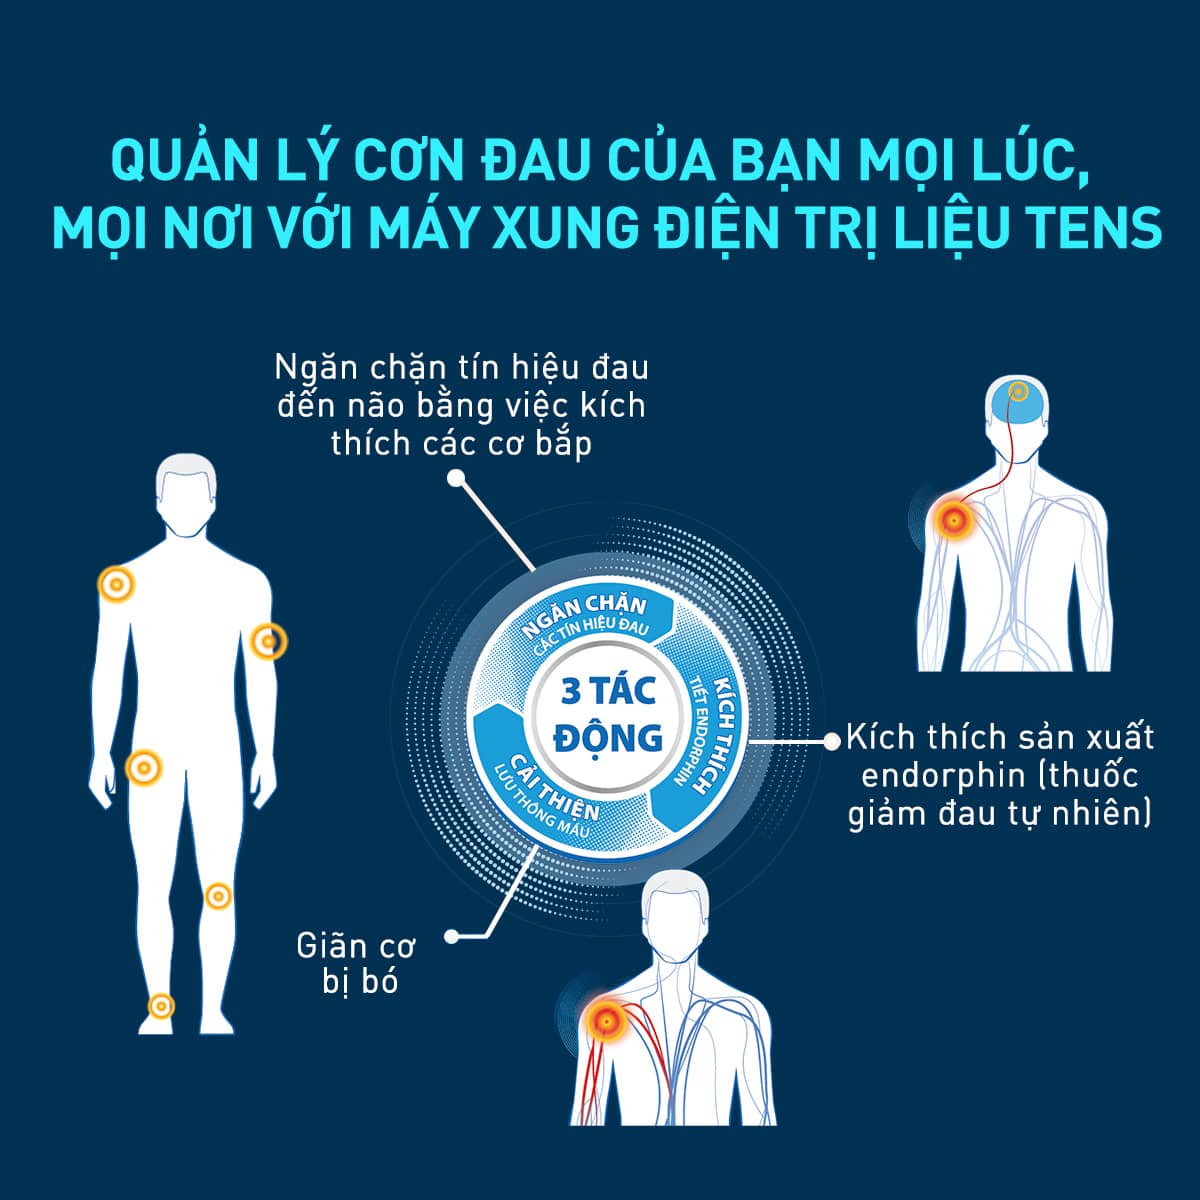 QUẢN LÝ CƠN ĐAU CỦA BẠN MỌI LÚC,
MỌI NƠI VỚI MÁY XUNG ĐIỆN TRỊ LIỆU TENS
Ngăn chặn tín hiệu đau
đến não bằng việc kích
thích các cơ bắp
NGĂN CHẶN
CÁC TÍN HIỆU ĐAU
KÍCH THÍCH
TIẾT ENDORPHIN
3 TÁC
ĐỘNG
CẢI THIỆN
LƯU THÔNG MÁU
Kích thích sản xuất
endorphin (thuốc
giảm đau tự nhiên)
Giãn cơ
bị bó